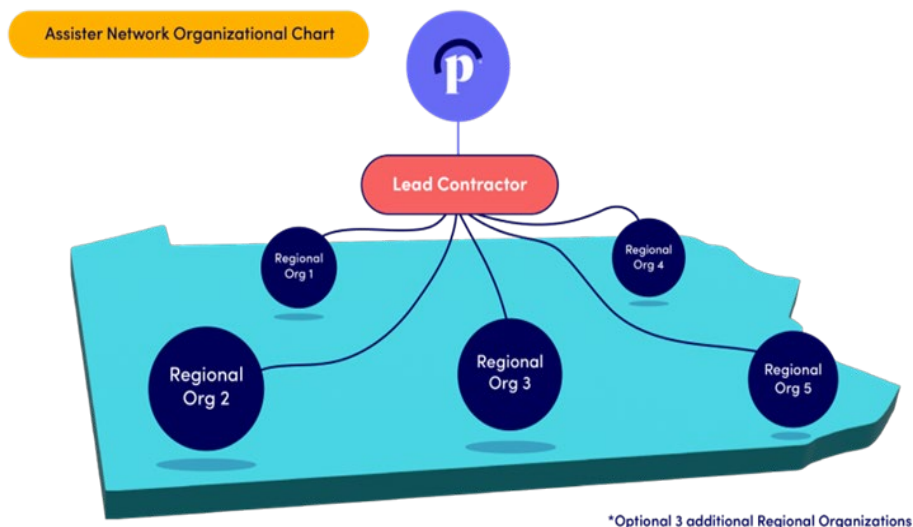 Assister Network Organizational Chart
p
Lead Contractor
Regional
Org 1
Regional
Org 4
Regional
Org 2
Regional
Org 3
Regional
Org 5
*Optional 3 additional Regional Organizations